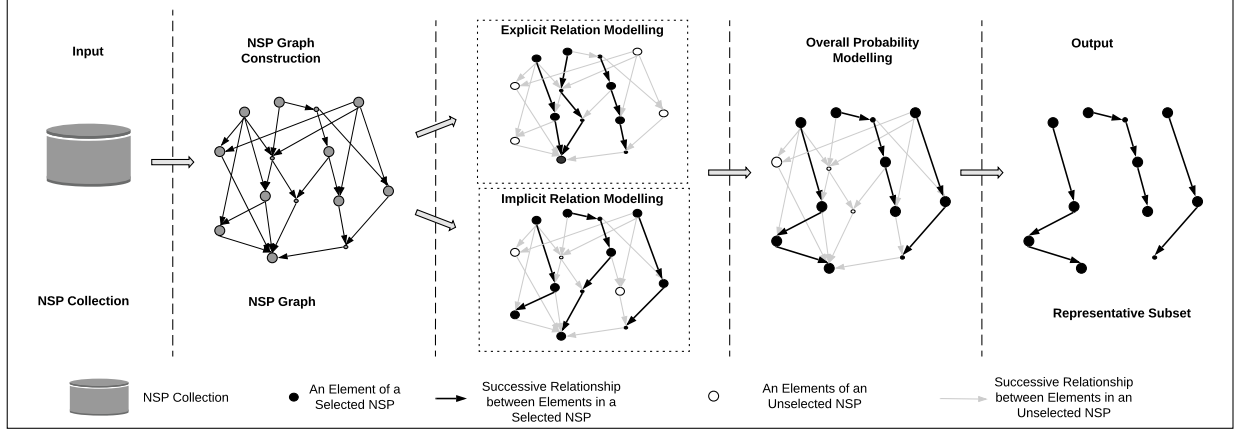 Input
NSP Collection
NSP Graph
Construction
NSP Graph
Explicit Relation Modelling
Implicit Relation Modelling
Overall Probability
Modelling
Output
Representative Subset
NSP Collection
An Element of a
Selected NSP
Successive Relationship
between Elements in a
Selected NSP
An Elements of an
Unselected NSP
Successive Relationship
between Elements in an
Unselected NSP